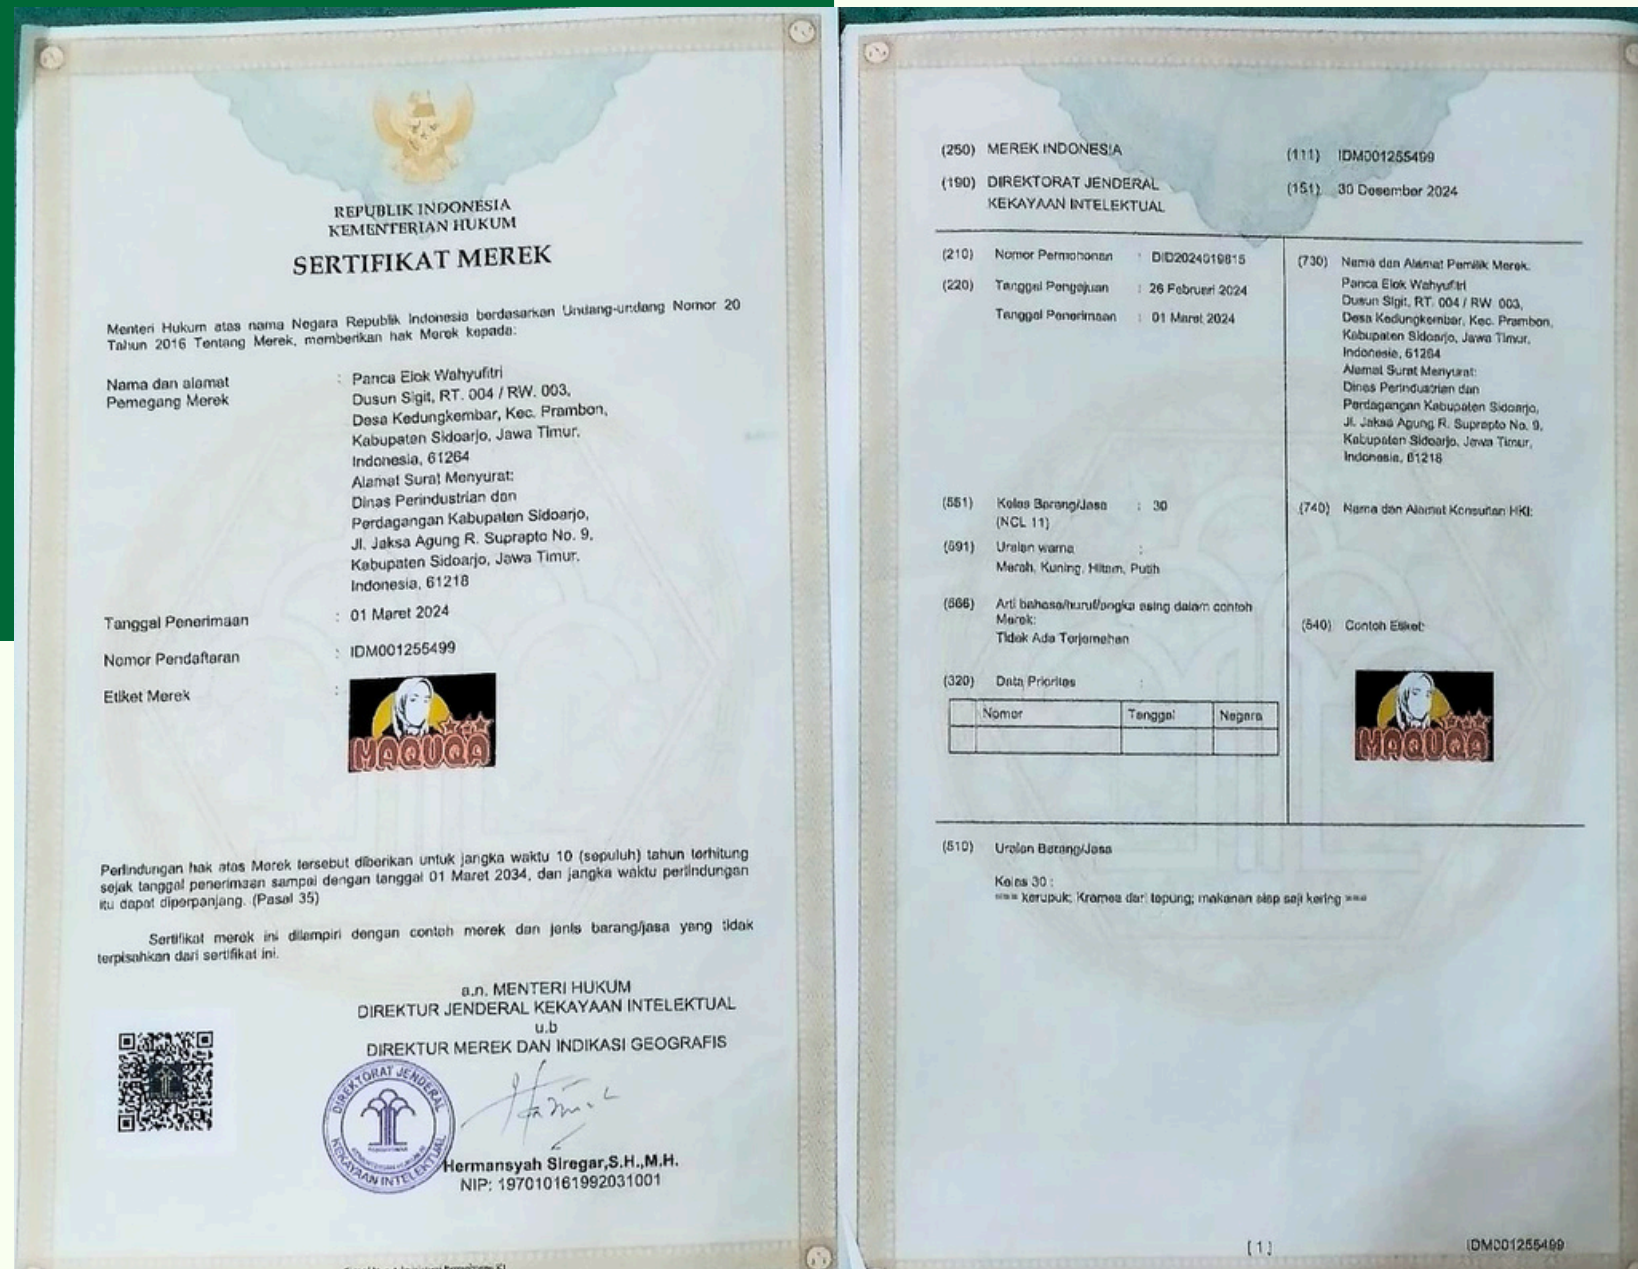 REPUBLIK INDONESIA
KEMENTERIAN HUKUM
SERTIFIKAT MEREK
Menteri Hukum atas nama Negara Republik Indonesia berdasarkan Undang-undang Nomor 20
Tahun 2016 Tentang Merek, memberikan hak Merek kepada:
Nama dan alamat
Pemegang Merek
: Panca Elok Wahyufitri
Dusun Sigit, RT. 004 / RW. 003,
Desa Kedungkembar, Kec. Prambon,
Kabupaten Sidoarjo, Jawa Timur,
Indonesia, 61264
Alamat Surat Menyurat:
Dinas Perindustrian dan
Perdagangan Kabupaten Sidoarjo,
Jl. Jaksa Agung R. Suprapto No. 9,
Kabupaten Sidoarjo, Jawa Timur,
Indonesia, 61218
Tanggal Penerimaan : 01 Maret 2024
Nomor Pendaftaran : IDM001255499
Etiket Merek :
MAQUQA
Perlindungan hak atas Merek tersebut diberikan untuk jangka waktu 10 (sepuluh) tahun terhitung
sejak tanggal penerimaan sampai dengan tanggal 01 Maret 2034, dan jangka waktu perlindungan
itu dapat diperpanjang. (Pasal 35)
Sertifikat merek ini dilampiri dengan contoh merek dan jenis barang/jasa yang tidak
terpisahkan dari sertifikat ini.
a.n. MENTERI HUKUM
DIREKTUR JENDERAL KEKAYAAN INTELEKTUAL
u.b
DIREKTUR MEREK DAN INDIKASI GEOGRAFIS
DIREKTORAT JENDERAL
KEKAYAAN INTELEKTUAL
Hermansyah Siregar,S.H.,M.H.
NIP: 197010161992031001
(250) MEREK INDONESIA
(190) DIREKTORAT JENDERAL
KEKAYAAN INTELEKTUAL
(111) IDM001255499
(151) 30 Desember 2024
(210) Nomor Permohonan : DID2024019815
(220) Tanggal Pengajuan : 26 Februari 2024
Tanggal Penerimaan : 01 Maret 2024
(730) Nama dan Alamat Pemilik Merek:
Panca Elok Wahyufitri
Dusun Sigit, RT. 004 / RW. 003,
Desa Kedungkembar, Kec. Prambon,
Kabupaten Sidoarjo, Jawa Timur,
Indonesia, 61264
Alamat Surat Menyurat:
Dinas Perindustrian dan
Perdagangan Kabupaten Sidoarjo,
Jl. Jaksa Agung R. Suprapto No. 9,
Kabupaten Sidoarjo, Jawa Timur,
Indonesia, 61218
(551) Kelas Barang/Jasa : 30
(NCL 11)
(591) Uraian warna :
Merah, Kuning, Hitam, Putih
(566) Arti bahasa/huruf/angka asing dalam contoh
Merek:
Tidak Ada Terjemahan
(320) Data Prioritas :
Nomor Tanggal Negara
(740) Nama dan Alamat Konsultan HKI:
(540) Contoh Etiket:
MAQUQA
(510) Uraian Barang/Jasa
Kelas 30 :
=== kerupuk; Krames dari tepung; makanan siap saji kering ===
[ 1 ]
IDM001255499